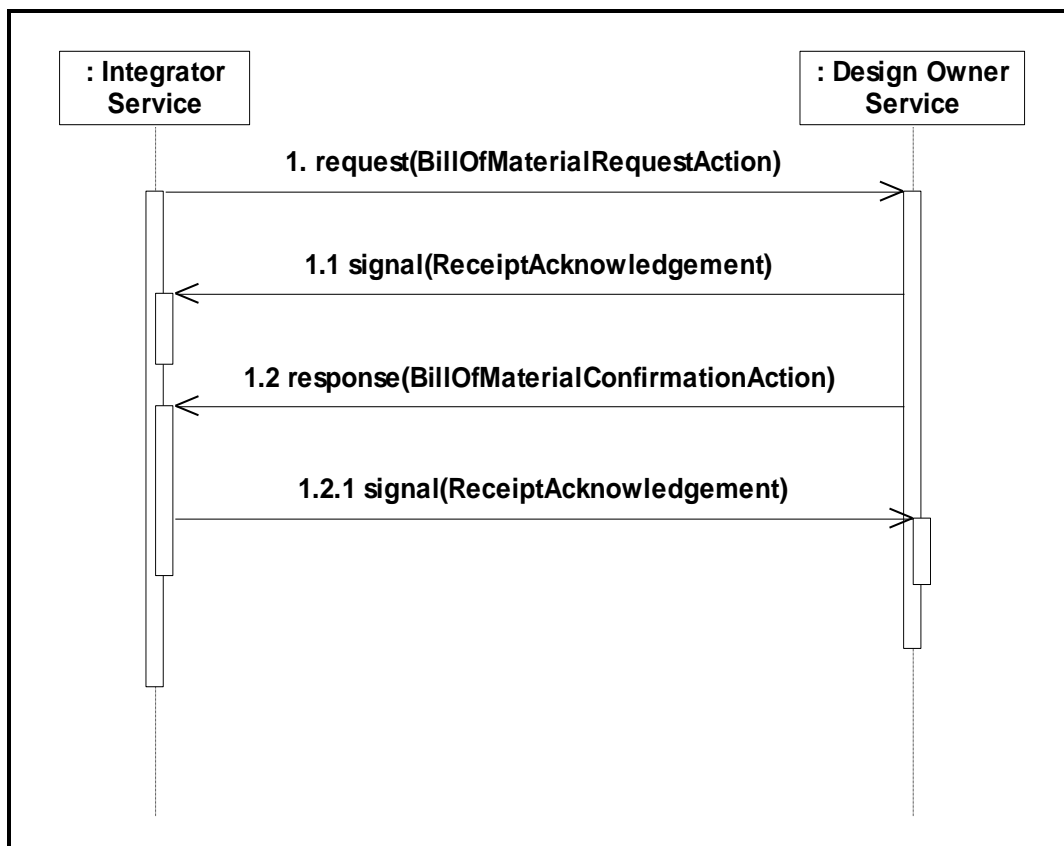 : Integrator
Service
: Design Owner
Service
1. request(BillOfMaterialRequestAction)
1.1 signal(ReceiptAcknowledgement)
1.2 response(BillOfMaterialConfirmationAction)
1.2.1 signal(ReceiptAcknowledgement)